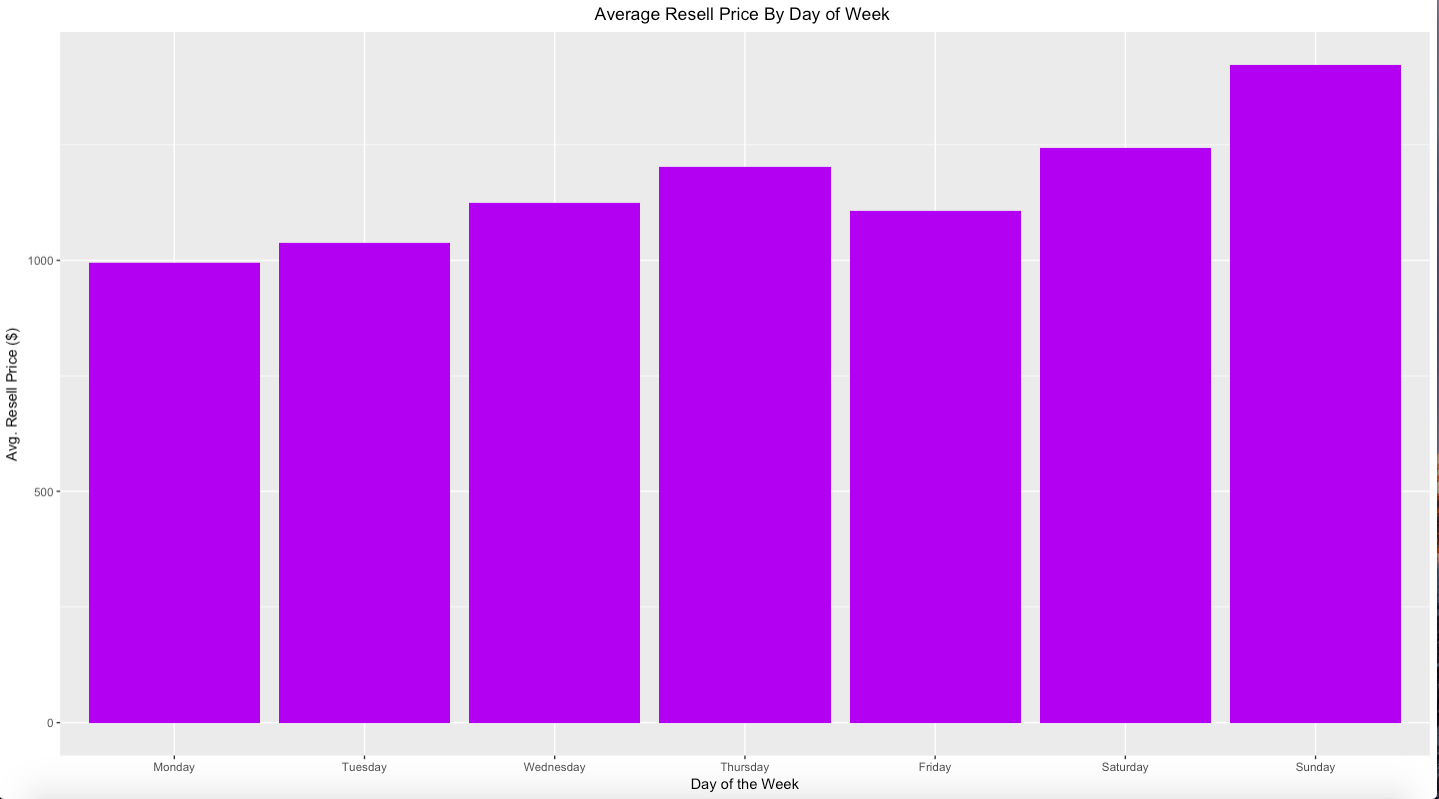 Average Resell Price By Day of Week
Avg. Resell Price ($)
1000
500
0
Monday Tuesday Wednesday Thursday Friday Saturday Sunday
Day of the Week